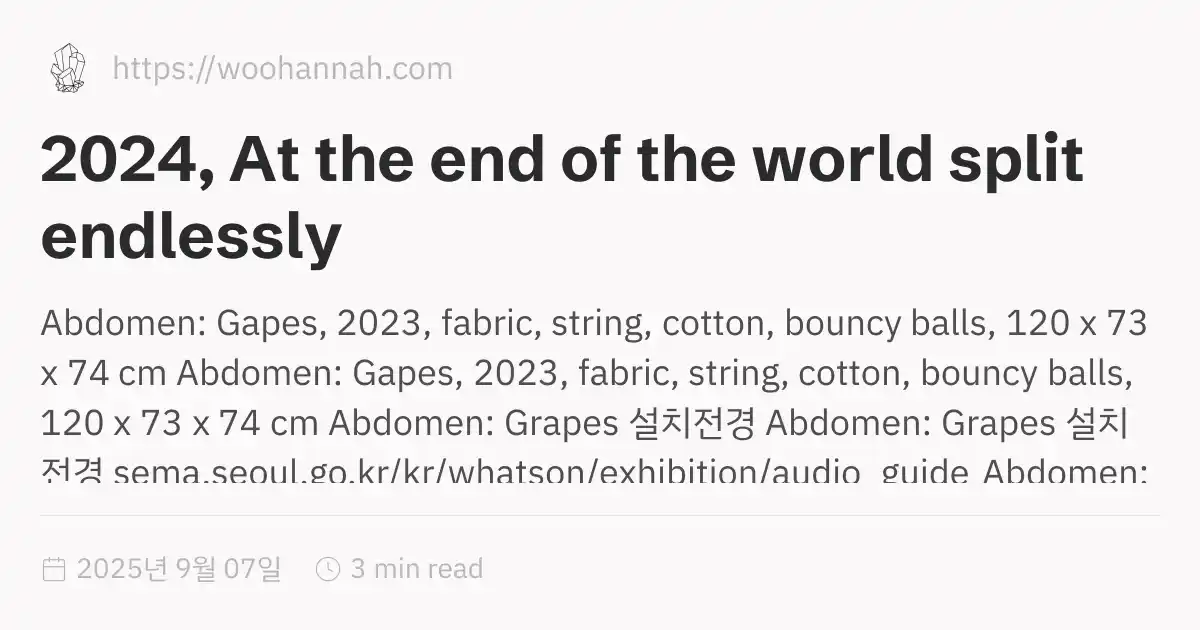 https://woohannah.com
2024, At the end of the world split
endlessly
Abdomen: Gapes, 2023, fabric, string, cotton, bouncy balls, 120 x 73
x 74 cm Abdomen: Gapes, 2023, fabric, string, cotton, bouncy balls,
120 x 73 x 74 cm Abdomen: Grapes 설치전경 Abdomen: Grapes 설치
전경 sema.seoul.go.kr/kr/whatson/exhibition/audio_guide Abdomen:
2025년 9월 07일 3 min read